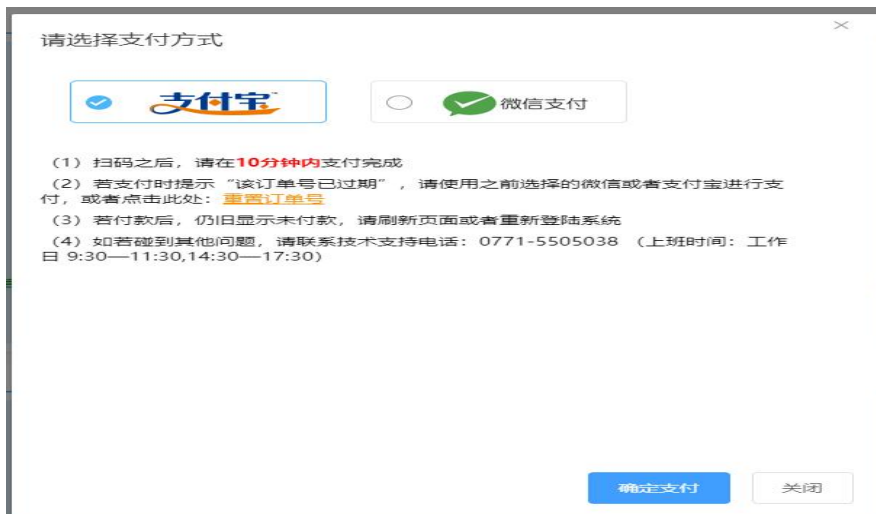 请选择支付方式
支付宝
微信支付
（1）扫码之后，请在10分钟内支付完成
（2）若支付时提示“该订单号已过期”，请使用之前选择的微信或者支付宝进行支
付，或者点击此处：重置订单号
（3）若付款后，仍旧显示未付款，请刷新页面或者重新登陆系统
（4）如若碰到其他问题，请联系技术支持电话：0771-5505038 （上班时间：工作
日 9:30—11:30,14:30—17:30）
确定支付
关闭